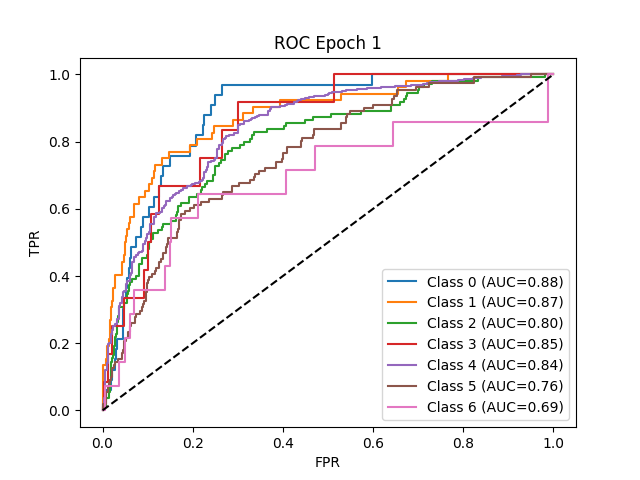 ROC Epoch 1
TPR
1.0
0.8
0.6
0.4
0.2
0.0
Class 0 (AUC=0.88)
Class 1 (AUC=0.87)
Class 2 (AUC=0.80)
Class 3 (AUC=0.85)
Class 4 (AUC=0.84)
Class 5 (AUC=0.76)
Class 6 (AUC=0.69)
0.0 0.2 0.4 0.6 0.8 1.0
FPR